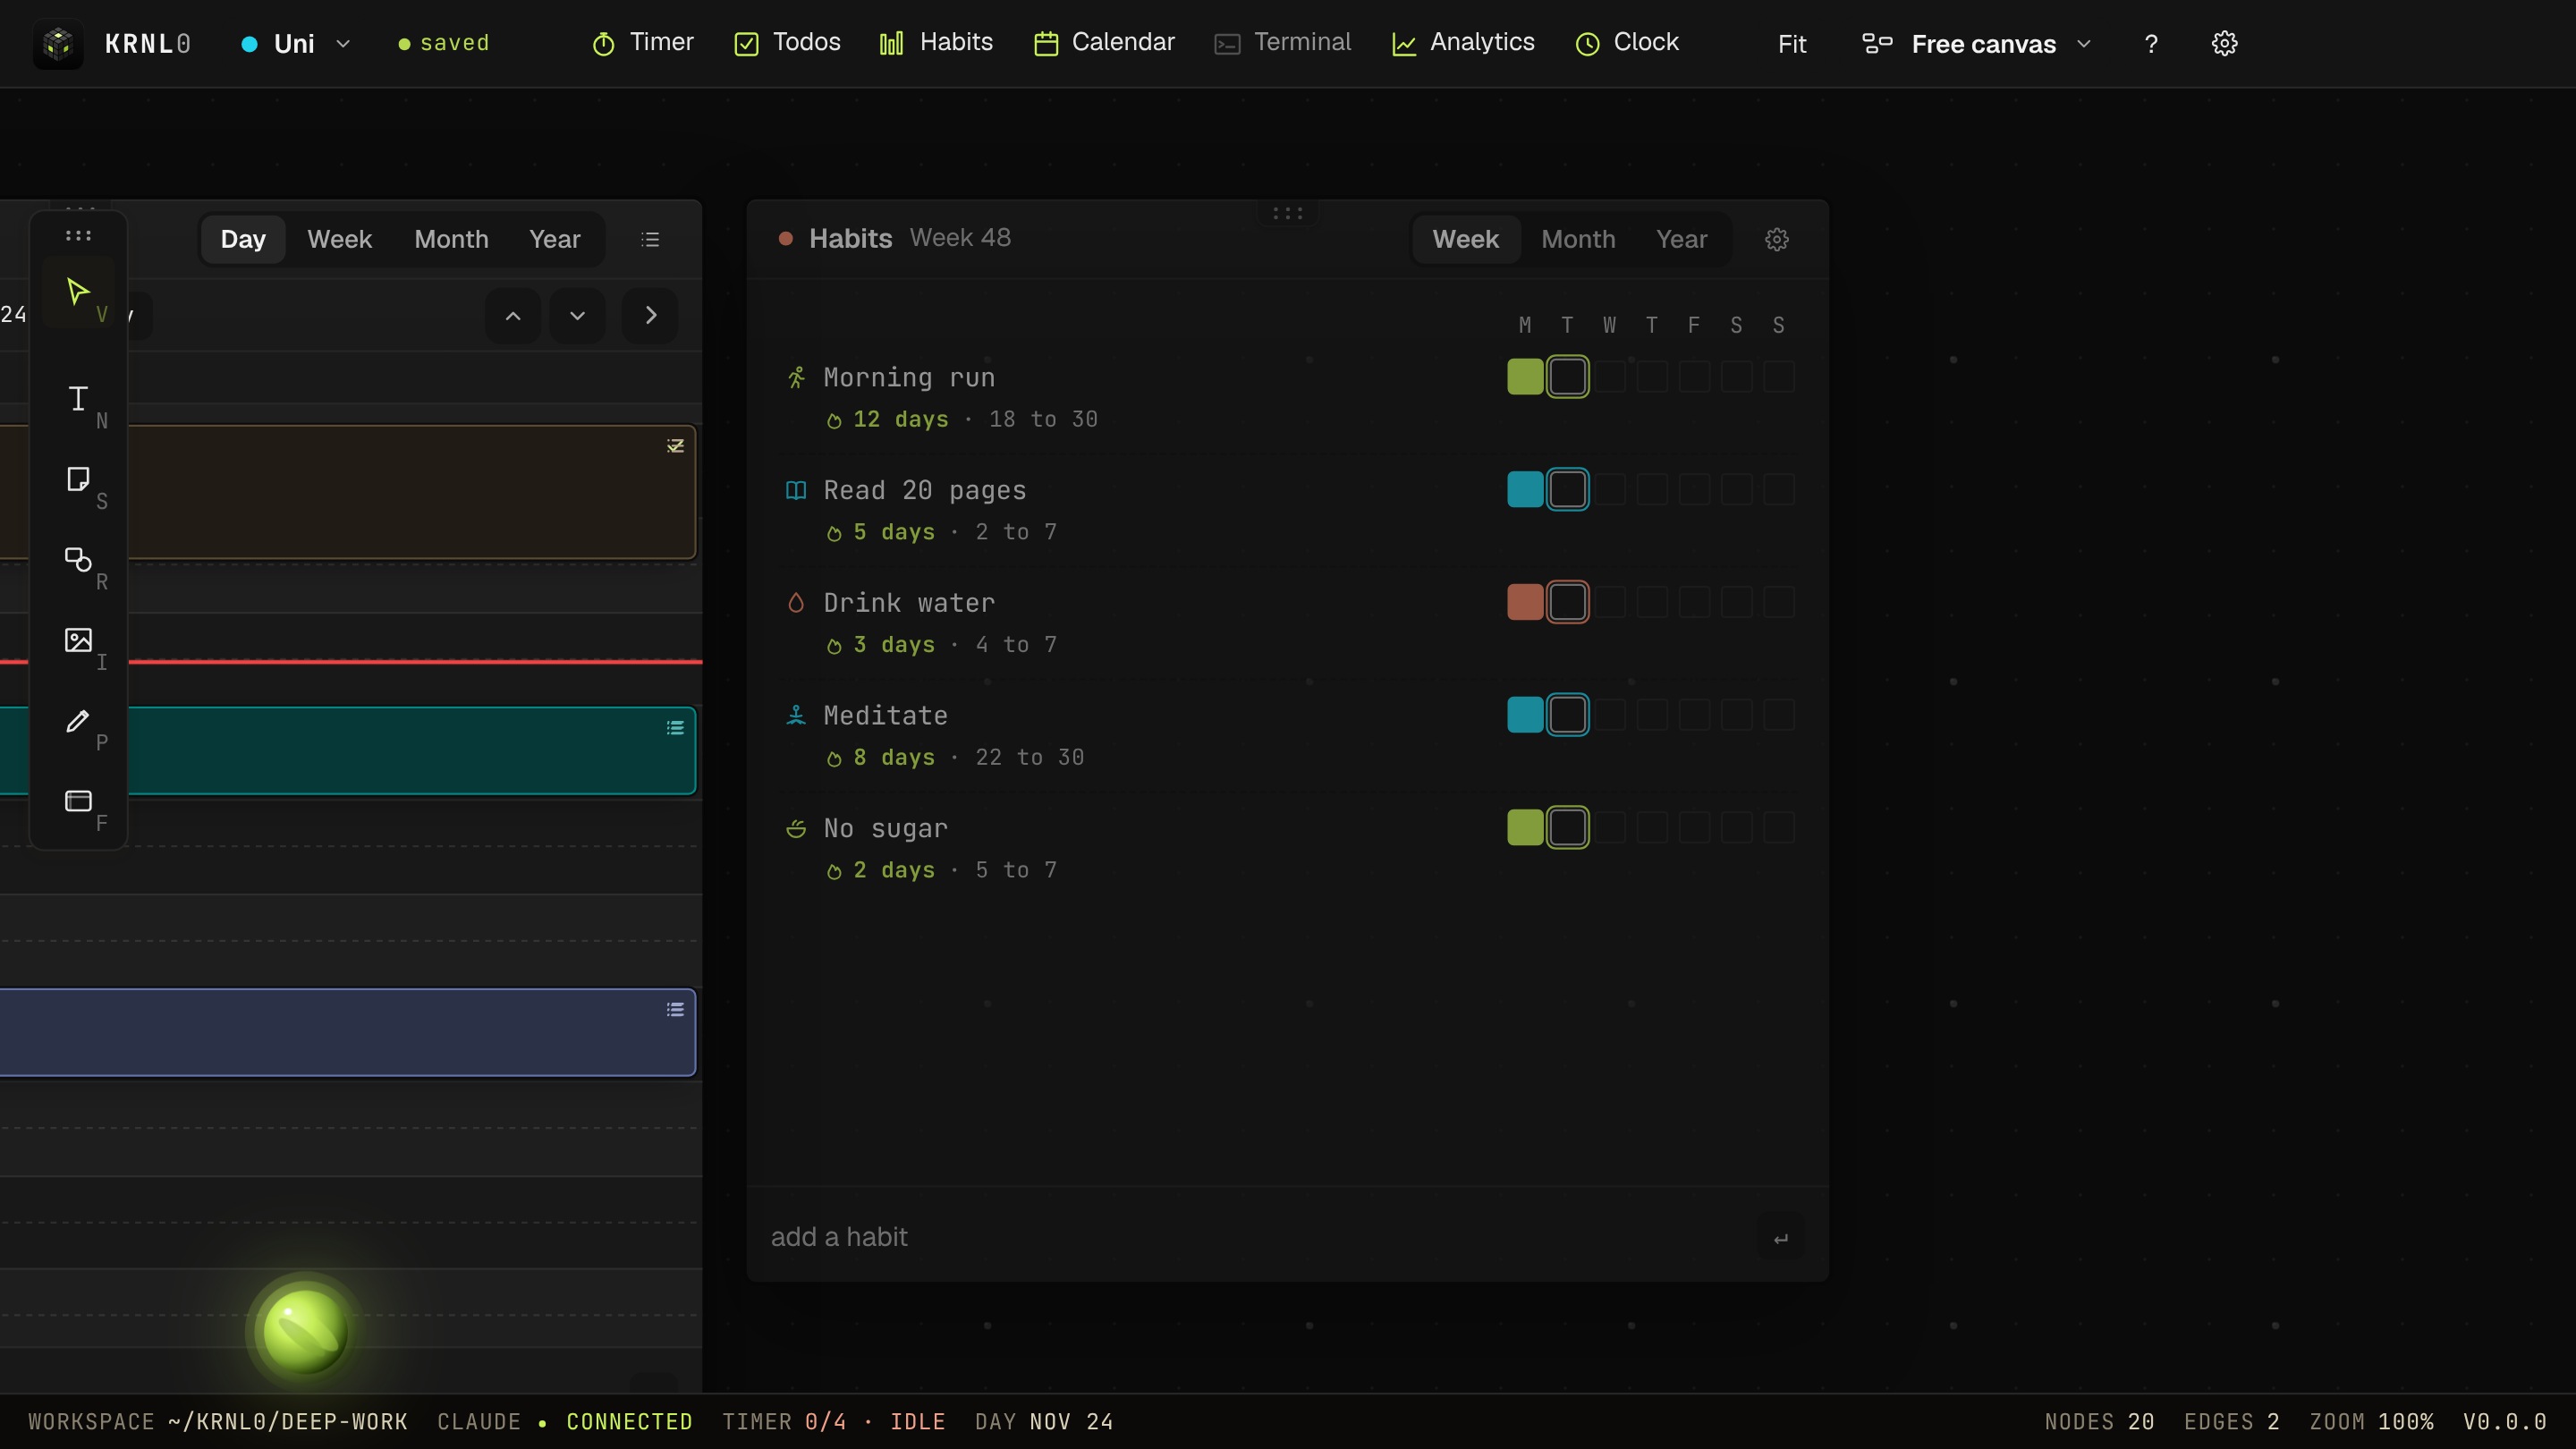 KRNL0 Uni saved Timer Todos Habits Calendar Terminal Analytics Clock Fit Free canvas ?
Day Week Month Year
24
V
N
S
R
I
P
F
Habits Week 48 Week Month Year
M T W T F S S
Morning run
12 days · 18 to 30
Read 20 pages
5 days · 2 to 7
Drink water
3 days · 4 to 7
Meditate
8 days · 22 to 30
No sugar
2 days · 5 to 7
add a habit
WORKSPACE ~/KRNL0/DEEP-WORK CLAUDE • CONNECTED TIMER 0/4 · IDLE DAY NOV 24 NODES 20 EDGES 2 ZOOM 100% V0.0.0